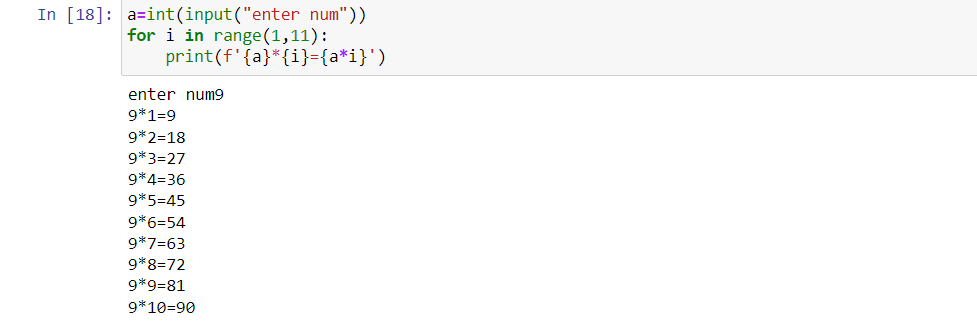 In [18]: a=int(input("enter num"))
for i in range(1,11):
    print(f'{a}*{i}={a*i}')
enter num9
9*1=9
9*2=18
9*3=27
9*4=36
9*5=45
9*6=54
9*7=63
9*8=72
9*9=81
9*10=90